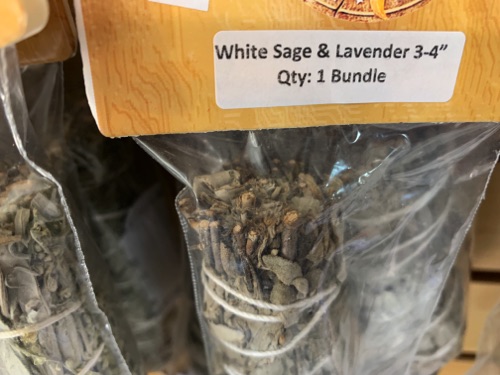 White Sage & Lavender 3-4"
Qty: 1 Bundle